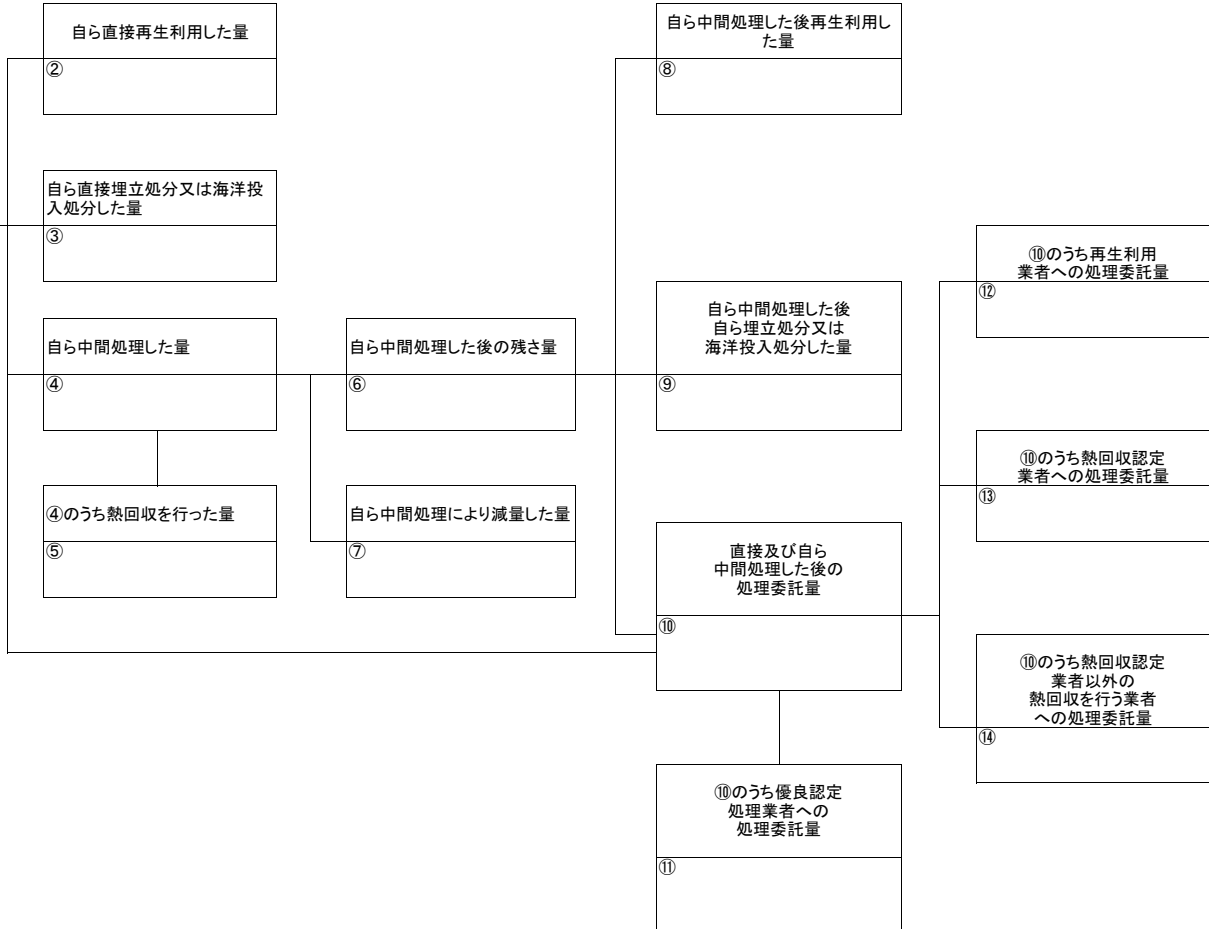 自ら直接再生利用した量
②
自ら直接埋立処分又は海洋投
入処分した量
③
自ら中間処理した量
④
④のうち熱回収を行った量
⑤
自ら中間処理した後の残さ量
⑥
自ら中間処理により減量した量
⑦
自ら中間処理した後再生利用し
た量
⑧
自ら中間処理した後
自ら埋立処分又は
海洋投入処分した量
⑨
直接及び自ら
中間処理した後の
処理委託量
⑩
⑩のうち優良認定
処理業者への
処理委託量
⑪
⑩のうち再生利用
業者への処理委託量
⑫
⑩のうち熱回収認定
業者への処理委託量
⑬
⑩のうち熱回収認定
業者以外の
熱回収を行う業者
への処理委託量
⑭